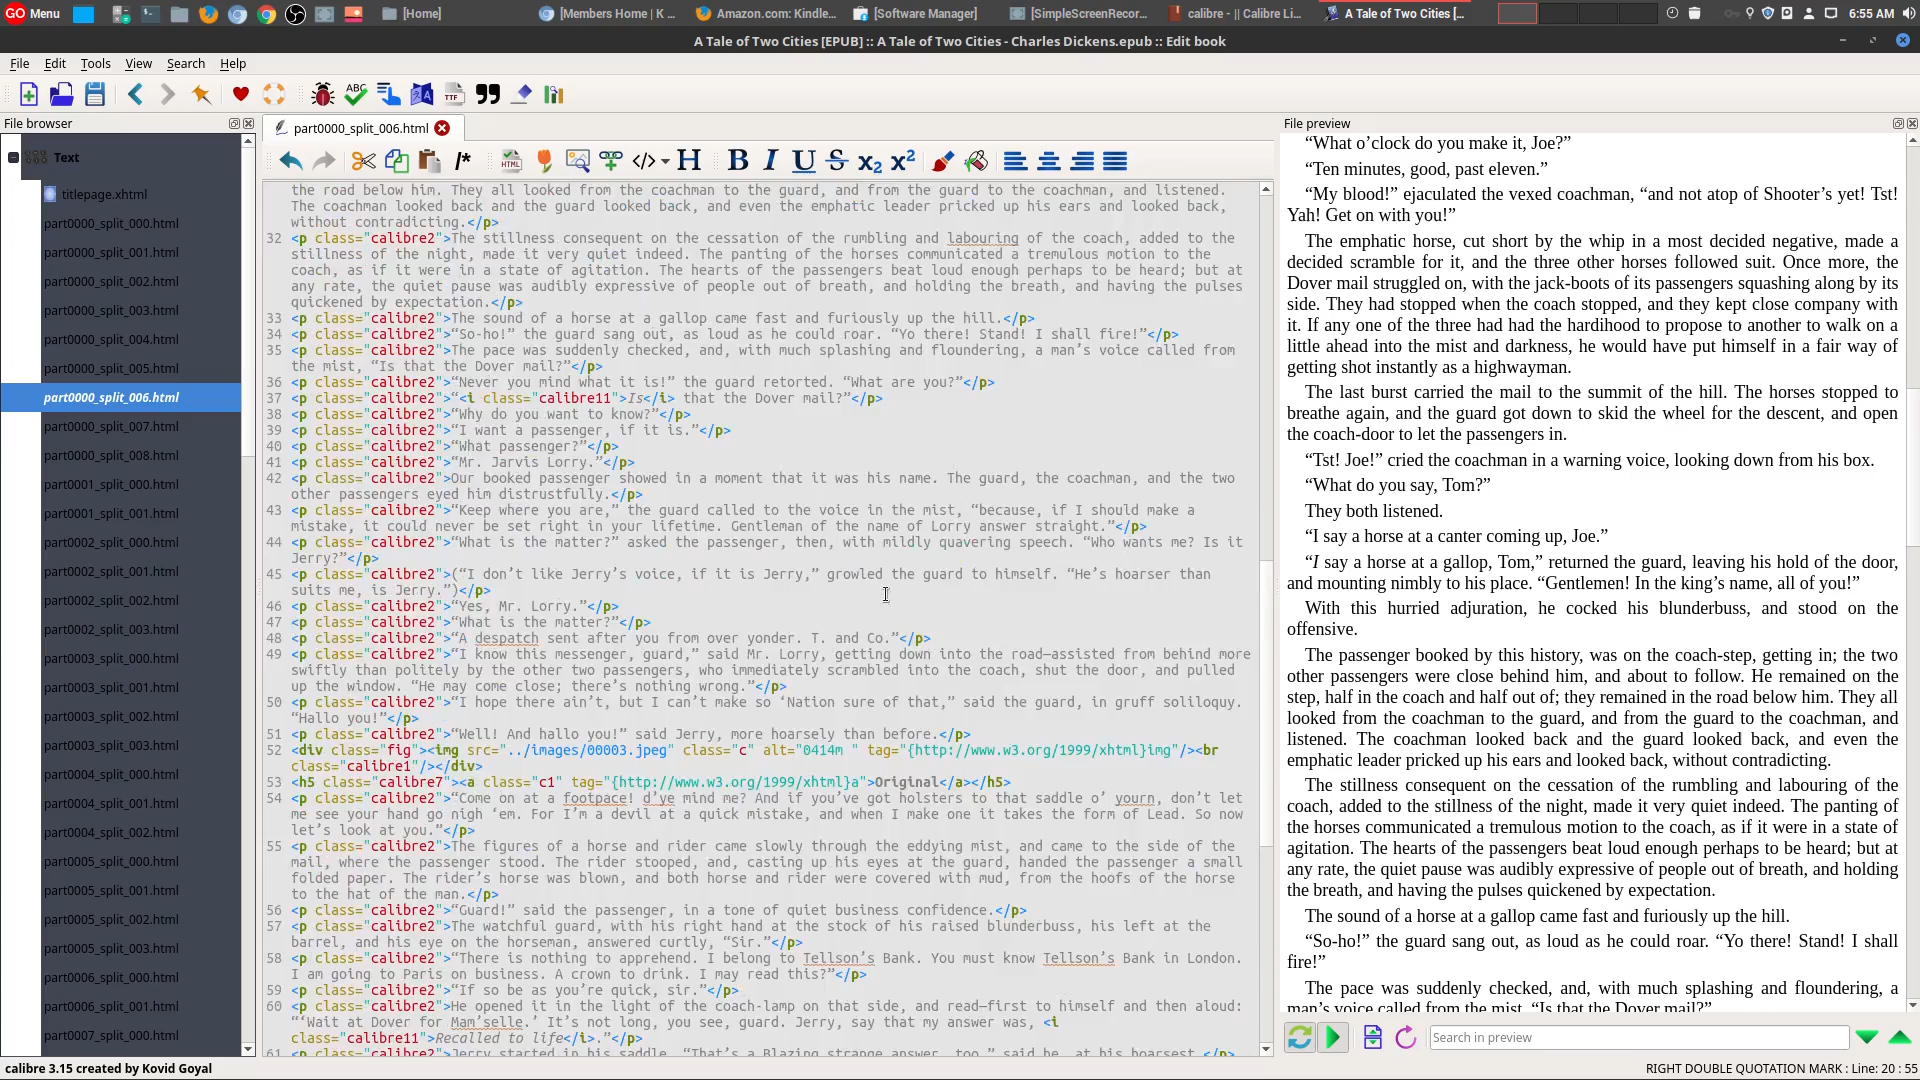 GO Menu
[Home]
[Members Home | K ...
Amazon.com: Kindle...
[Software Manager]
[SimpleScreenRecor...
calibre - || Calibre Li...
A Tale of Two Cities [...
6:55 AM
A Tale of Two Cities [EPUB] :: A Tale of Two Cities - Charles Dickens.epub :: Edit book
File Edit Tools View Search Help
File browser
Text
titlepage.xhtml
part0000_split_000.html
part0000_split_001.html
part0000_split_002.html
part0000_split_003.html
part0000_split_004.html
part0000_split_005.html
part0000_split_006.html
part0000_split_007.html
part0000_split_008.html
part0001_split_000.html
part0001_split_001.html
part0002_split_000.html
part0002_split_001.html
part0002_split_002.html
part0002_split_003.html
part0003_split_000.html
part0003_split_001.html
part0003_split_002.html
part0003_split_003.html
part0004_split_000.html
part0004_split_001.html
part0004_split_002.html
part0005_split_000.html
part0005_split_001.html
part0005_split_002.html
part0005_split_003.html
part0006_split_000.html
part0006_split_001.html
part0007_split_000.html
part0000_split_006.html
the road below him. They all looked from the coachman to the guard, and from the guard to the coachman, and listened.
The coachman looked back and the guard looked back, and even the emphatic leader pricked up his ears and looked back,
without contradicting.</p>
32 <p class="calibre2">The stillness consequent on the cessation of the rumbling and labouring of the coach, added to the
stillness of the night, made it very quiet indeed. The panting of the horses communicated a tremulous motion to the
coach, as if it were in a state of agitation. The hearts of the passengers beat loud enough perhaps to be heard; but at
any rate, the quiet pause was audibly expressive of people out of breath, and holding the breath, and having the pulses
quickened by expectation.</p>
33 <p class="calibre2">The sound of a horse at a gallop came fast and furiously up the hill.</p>
34 <p class="calibre2">“So-ho!” the guard sang out, as loud as he could roar. “Yo there! Stand! I shall fire!”</p>
35 <p class="calibre2">The pace was suddenly checked, and, with much splashing and floundering, a man’s voice called from
the mist, “Is that the Dover mail?”</p>
36 <p class="calibre2">“Never you mind what it is!” the guard retorted. “What are you?”</p>
37 <p class="calibre2">“<i class="calibre11">Is</i> that the Dover mail?”</p>
38 <p class="calibre2">“Why do you want to know?”</p>
39 <p class="calibre2">“I want a passenger, if it is.”</p>
40 <p class="calibre2">“What passenger?”</p>
41 <p class="calibre2">“Mr. Jarvis Lorry.”</p>
42 <p class="calibre2">Our booked passenger showed in a moment that it was his name. The guard, the coachman, and the two
other passengers eyed him distrustfully.</p>
43 <p class="calibre2">“Keep where you are,” the guard called to the voice in the mist, “because, if I should make a
mistake, it could never be set right in your lifetime. Gentleman of the name of Lorry answer straight.”</p>
44 <p class="calibre2">“What is the matter?” asked the passenger, then, with mildly quavering speech. “Who wants me? Is it
Jerry?”</p>
45 <p class="calibre2">(“I don’t like Jerry’s voice, if it is Jerry,” growled the guard to himself. “He’s hoarser than
suits me, is Jerry.”)</p>
46 <p class="calibre2">“Yes, Mr. Lorry.”</p>
47 <p class="calibre2">“What is the matter?”</p>
48 <p class="calibre2">“A despatch sent after you from over yonder. T. and Co.”</p>
49 <p class="calibre2">“I know this messenger, guard,” said Mr. Lorry, getting down into the road—assisted from behind more
swiftly than politely by the other two passengers, who immediately scrambled into the coach, shut the door, and pulled
up the window. “He may come close; there’s nothing wrong.”</p>
50 <p class="calibre2">“I hope there ain’t, but I can’t make so ‘Nation sure of that,” said the guard, in gruff soliloquy.
“Hallo you!”</p>
51 <p class="calibre2">“Well! And hallo you!” said Jerry, more hoarsely than before.</p>
52 <div class="fig"><img src="../images/00003.jpeg" class="c" alt="0414m " tag="{http://www.w3.org/1999/xhtml}img"/><br
class="calibre1"/></div>
53 <h5 class="calibre7"><a class="c1" tag="{http://www.w3.org/1999/xhtml}a">Original</a></h5>
54 <p class="calibre2">“Come on at a footpace! d’ye mind me? And if you’ve got holsters to that saddle o’ yourn, don’t let
me see your hand go nigh ‘em. For I’m a devil at a quick mistake, and when I make one it takes the form of Lead. So now
let’s look at you.”</p>
55 <p class="calibre2">The figures of a horse and rider came slowly through the eddying mist, and came to the side of the
mail, where the passenger stood. The rider stooped, and, casting up his eyes at the guard, handed the passenger a small
folded paper. The rider’s horse was blown, and both horse and rider were covered with mud, from the hoofs of the horse
to the hat of the man.</p>
56 <p class="calibre2">“Guard!” said the passenger, in a tone of quiet business confidence.</p>
57 <p class="calibre2">The watchful guard, with his right hand at the stock of his raised blunderbuss, his left at the
barrel, and his eye on the horseman, answered curtly, “Sir.”</p>
58 <p class="calibre2">“There is nothing to apprehend. I belong to Tellson’s Bank. You must know Tellson’s Bank in London.
I am going to Paris on business. A crown to drink. I may read this?”</p>
59 <p class="calibre2">“If so be as you’re quick, sir.”</p>
60 <p class="calibre2">He opened it in the light of the coach-lamp on that side, and read—first to himself and then aloud:
“‘Wait at Dover for Mam’selle.’ It’s not long, you see, guard. Jerry, say that my answer was, <i
class="calibre11">Recalled to life</i>.”</p>
61 <p class="calibre2">Jerry started in his saddle. “That’s a Blazing strange answer, too,” said he, at his hoarsest.</p>
File preview
“What o’clock do you make it, Joe?”
“Ten minutes, good, past eleven.”
“My blood!” ejaculated the vexed coachman, “and not atop of Shooter’s yet! Tst!
Yah! Get on with you!”
The emphatic horse, cut short by the whip in a most decided negative, made a
decided scramble for it, and the three other horses followed suit. Once more, the
Dover mail struggled on, with the jack-boots of its passengers squashing along by its
side. They had stopped when the coach stopped, and they kept close company with
it. If any one of the three had had the hardihood to propose to another to walk on a
little ahead into the mist and darkness, he would have put himself in a fair way of
getting shot instantly as a highwayman.
The last burst carried the mail to the summit of the hill. The horses stopped to
breathe again, and the guard got down to skid the wheel for the descent, and open
the coach-door to let the passengers in.
“Tst! Joe!” cried the coachman in a warning voice, looking down from his box.
“What do you say, Tom?”
They both listened.
“I say a horse at a canter coming up, Joe.”
“I say a horse at a gallop, Tom,” returned the guard, leaving his hold of the door,
and mounting nimbly to his place. “Gentlemen! In the king’s name, all of you!”
With this hurried adjuration, he cocked his blunderbuss, and stood on the
offensive.
The passenger booked by this history, was on the coach-step, getting in; the two
other passengers were close behind him, and about to follow. He remained on the
step, half in the coach and half out of; they remained in the road below him. They all
looked from the coachman to the guard, and from the guard to the coachman, and
listened. The coachman looked back and the guard looked back, and even the
emphatic leader pricked up his ears and looked back, without contradicting.
The stillness consequent on the cessation of the rumbling and labouring of the
coach, added to the stillness of the night, made it very quiet indeed. The panting of
the horses communicated a tremulous motion to the coach, as if it were in a state of
agitation. The hearts of the passengers beat loud enough perhaps to be heard; but at
any rate, the quiet pause was audibly expressive of people out of breath, and holding
the breath, and having the pulses quickened by expectation.
The sound of a horse at a gallop came fast and furiously up the hill.
“So-ho!” the guard sang out, as loud as he could roar. “Yo there! Stand! I shall
fire!”
The pace was suddenly checked, and, with much splashing and floundering, a
man’s voice called from the mist, “Is that the Dover mail?”
Search in preview
calibre 3.15 created by Kovid Goyal
RIGHT DOUBLE QUOTATION MARK : Line: 20 : 55